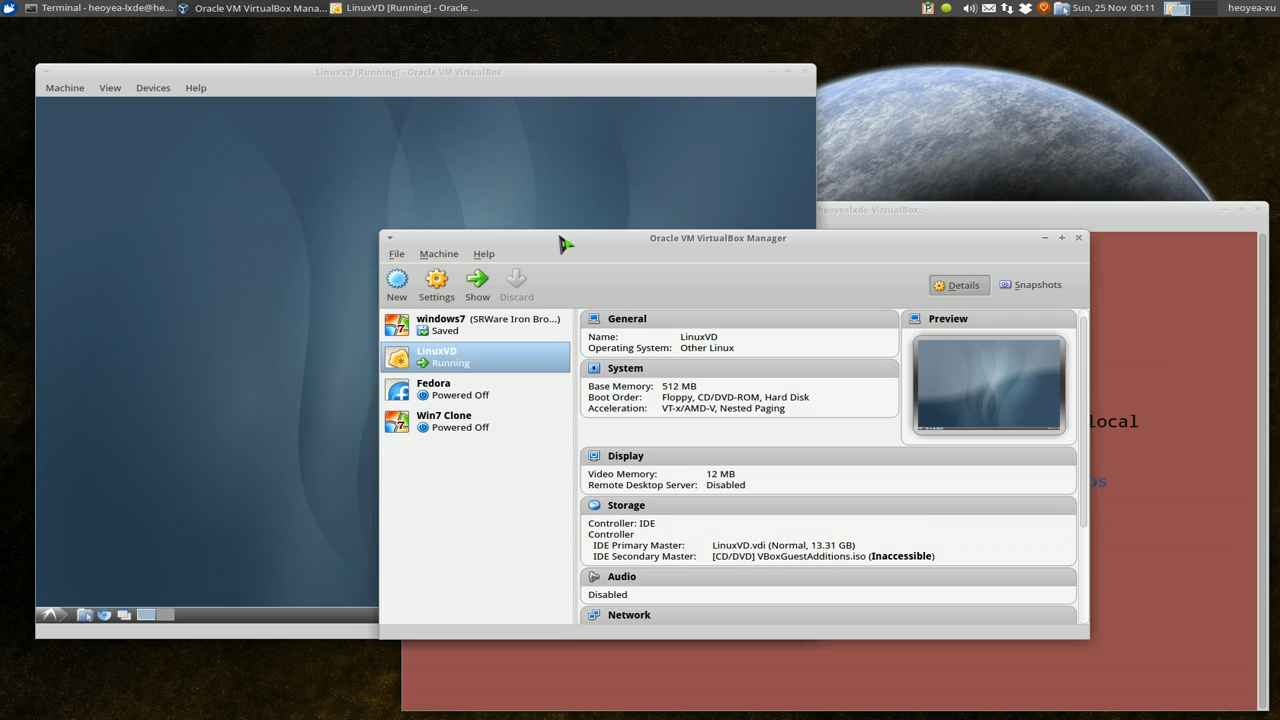 Terminal - heoyea-lxde@he...
Oracle VM VirtualBox Mana...
LinuxVD [Running] - Oracle ...
Sun, 25 Nov 00:11
heoyea-xu
LinuxVD [Running] - Oracle VM VirtualBox
Machine View Devices Help
heoyealxde-VirtualBox: ~
Oracle VM VirtualBox Manager
File Machine Help
New Settings Show Discard
Details Snapshots
windows7 (SRWare Iron Bro...)
Saved
LinuxVD
Running
Fedora
Powered Off
Win7 Clone
Powered Off
General
Name: LinuxVD
Operating System: Other Linux
System
Base Memory: 512 MB
Boot Order: Floppy, CD/DVD-ROM, Hard Disk
Acceleration: VT-x/AMD-V, Nested Paging
Preview
Display
Video Memory: 12 MB
Remote Desktop Server: Disabled
Storage
Controller: IDE
Controller
IDE Primary Master: LinuxVD.vdi (Normal, 13.31 GB)
IDE Secondary Master: [CD/DVD] VBoxGuestAdditions.iso (Inaccessible)
Audio
Disabled
Network
local